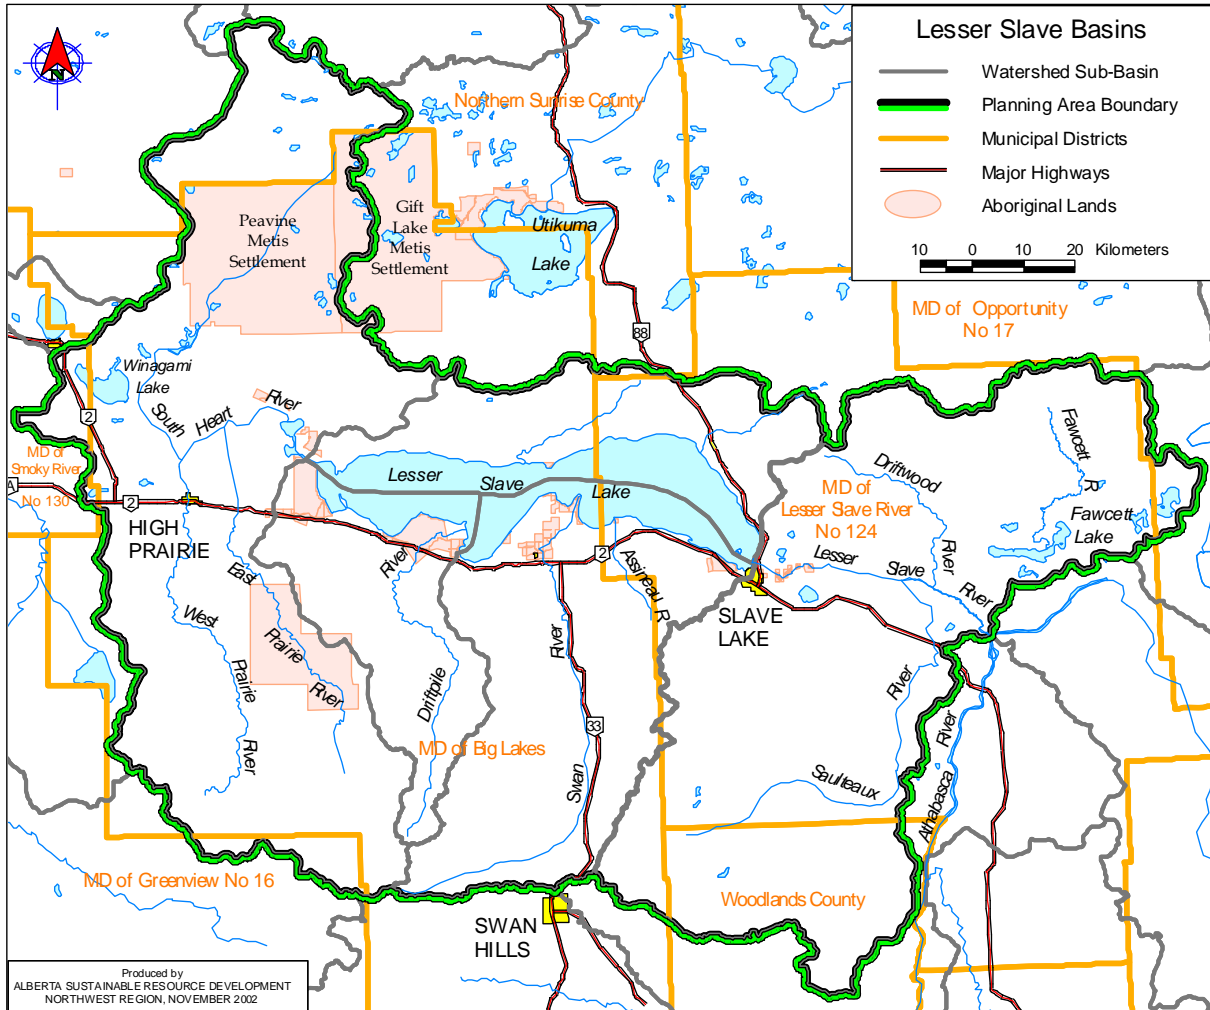 Lesser Slave Basins
Watershed Sub-Basin
Planning Area Boundary
Municipal Districts
Major Highways
Aboriginal Lands
10 0 10 20 Kilometers
N
Northern Sunrise County
Peavine
Metis
Settlement
Gift
Lake
Metis
Settlement
Utikuma
Lake
MD of Opportunity
No 17
88
Winagami
Lake
South
Heart
River
2
MD of
Smoky River
No 130
A
2
HIGH
PRAIRIE
Lesser
Slave
Lake
Driftwood
River
Fawcett
R
Fawcett
Lake
MD of
Lesser Slave River
No 124
Lesser
Slave
River
2
Assineau R
SLAVE
LAKE
East
Prairie
River
West
Prairie
River
River
Driftpile
River
Swan
33
MD of Big Lakes
River
Saulteaux
River
Athabasca
MD of Greenview No 16
Woodlands County
SWAN
HILLS
Produced by
ALBERTA SUSTAINABLE RESOURCE DEVELOPMENT
NORTHWEST REGION, NOVEMBER 2002